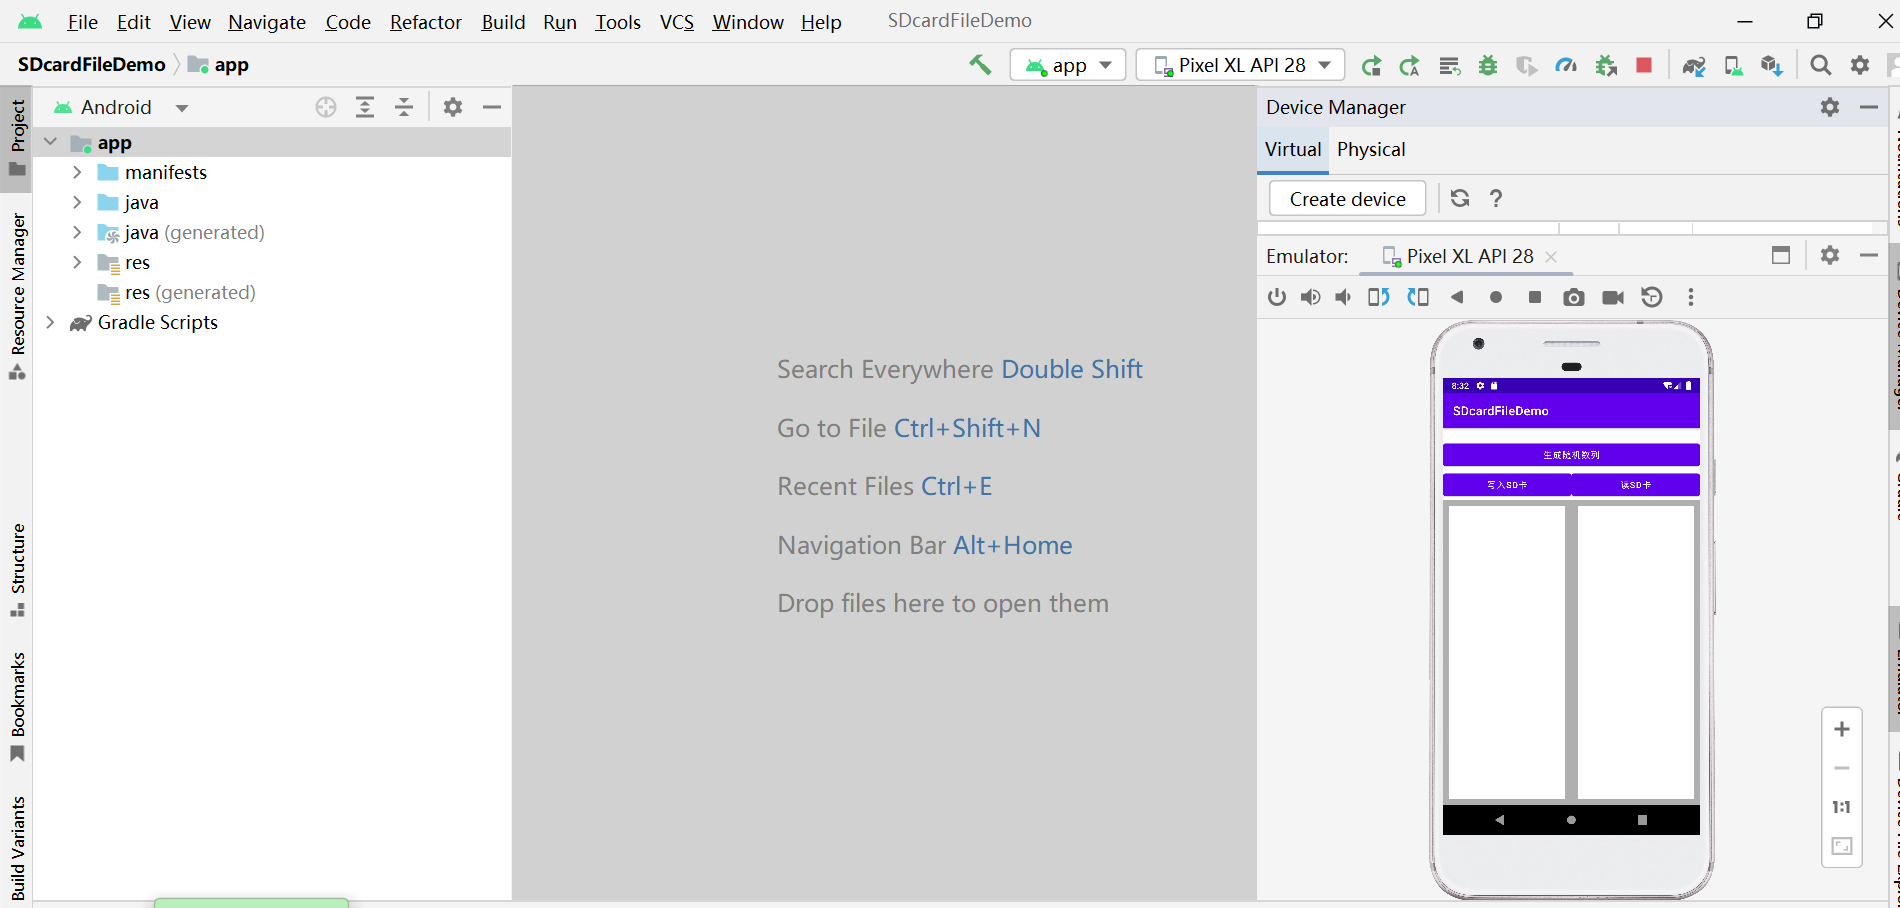 File Edit View Navigate Code Refactor Build Run Tools VCS Window Help SDcardFileDemo
SDcardFileDemo app
app Pixel XL API 28
Project
Resource Manager
Structure
Bookmarks
Build Variants
Android
app
manifests
java
java (generated)
res
res (generated)
Gradle Scripts
Search Everywhere Double Shift
Go to File Ctrl+Shift+N
Recent Files Ctrl+E
Navigation Bar Alt+Home
Drop files here to open them
Device Manager
Virtual Physical
Create device ?
Emulator: Pixel XL API 28
8:32
SDcardFileDemo
生成随机数列
写入SD卡 读SD卡
1:1